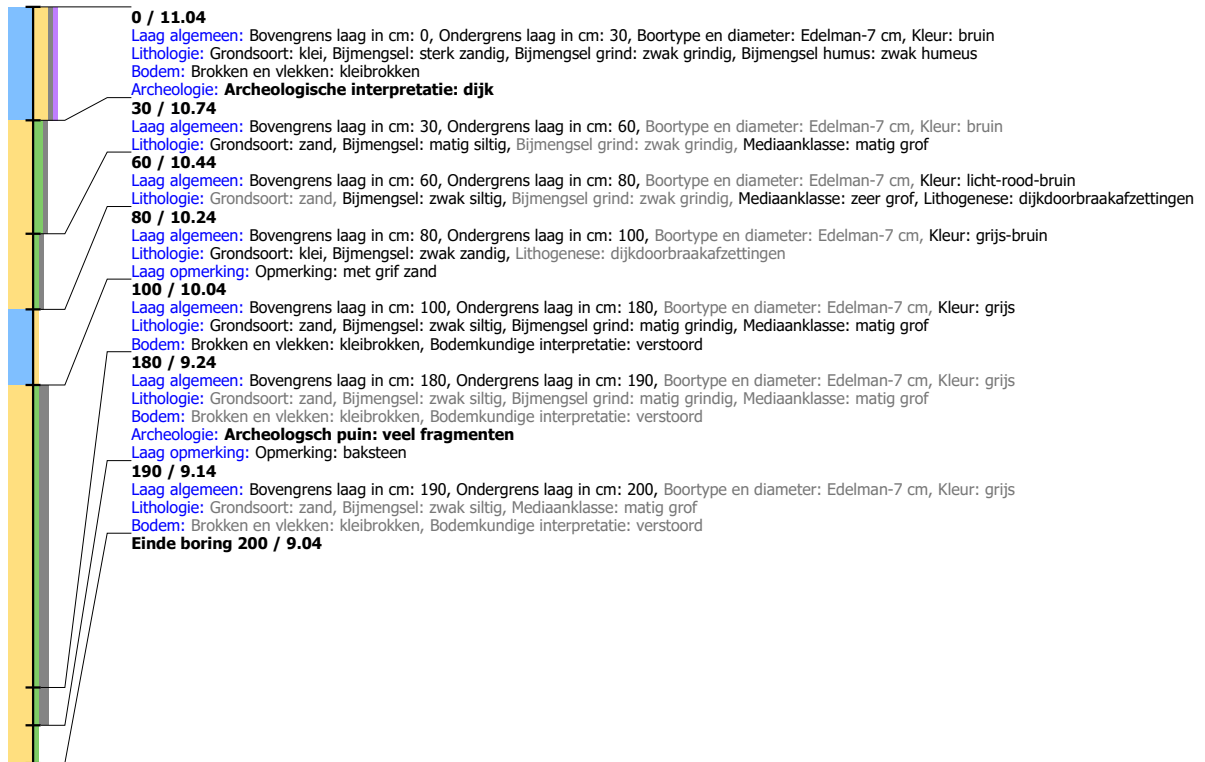 0 / 11.04
Laag algemeen: Bovengrens laag in cm: 0, Ondergrens laag in cm: 30, Boortype en diameter: Edelman-7 cm, Kleur: bruin
Lithologie: Grondsoort: klei, Bijmengsel: sterk zandig, Bijmengsel grind: zwak grindig, Bijmengsel humus: zwak humeus
Bodem: Brokken en vlekken: kleibrokken
Archeologie: Archeologische interpretatie: dijk
30 / 10.74
Laag algemeen: Bovengrens laag in cm: 30, Ondergrens laag in cm: 60, Boortype en diameter: Edelman-7 cm, Kleur: bruin
Lithologie: Grondsoort: zand, Bijmengsel: matig siltig, Bijmengsel grind: zwak grindig, Mediaanklasse: matig grof
60 / 10.44
Laag algemeen: Bovengrens laag in cm: 60, Ondergrens laag in cm: 80, Boortype en diameter: Edelman-7 cm, Kleur: licht-rood-bruin
Lithologie: Grondsoort: zand, Bijmengsel: zwak siltig, Bijmengsel grind: zwak grindig, Mediaanklasse: zeer grof, Lithogenese: dijkdoorbraakafzettingen
80 / 10.24
Laag algemeen: Bovengrens laag in cm: 80, Ondergrens laag in cm: 100, Boortype en diameter: Edelman-7 cm, Kleur: grijs-bruin
Lithologie: Grondsoort: klei, Bijmengsel: zwak zandig, Lithogenese: dijkdoorbraakafzettingen
Laag opmerking: Opmerking: met grif zand
100 / 10.04
Laag algemeen: Bovengrens laag in cm: 100, Ondergrens laag in cm: 180, Boortype en diameter: Edelman-7 cm, Kleur: grijs
Lithologie: Grondsoort: zand, Bijmengsel: zwak siltig, Bijmengsel grind: matig grindig, Mediaanklasse: matig grof
Bodem: Brokken en vlekken: kleibrokken, Bodemkundige interpretatie: verstoord
180 / 9.24
Laag algemeen: Bovengrens laag in cm: 180, Ondergrens laag in cm: 190, Boortype en diameter: Edelman-7 cm, Kleur: grijs
Lithologie: Grondsoort: zand, Bijmengsel: zwak siltig, Bijmengsel grind: matig grindig, Mediaanklasse: matig grof
Bodem: Brokken en vlekken: kleibrokken, Bodemkundige interpretatie: verstoord
Archeologie: Archeologsch puin: veel fragmenten
Laag opmerking: Opmerking: baksteen
190 / 9.14
Laag algemeen: Bovengrens laag in cm: 190, Ondergrens laag in cm: 200, Boortype en diameter: Edelman-7 cm, Kleur: grijs
Lithologie: Grondsoort: zand, Bijmengsel: zwak siltig, Mediaanklasse: matig grof
Bodem: Brokken en vlekken: kleibrokken, Bodemkundige interpretatie: verstoord
Einde boring 200 / 9.04